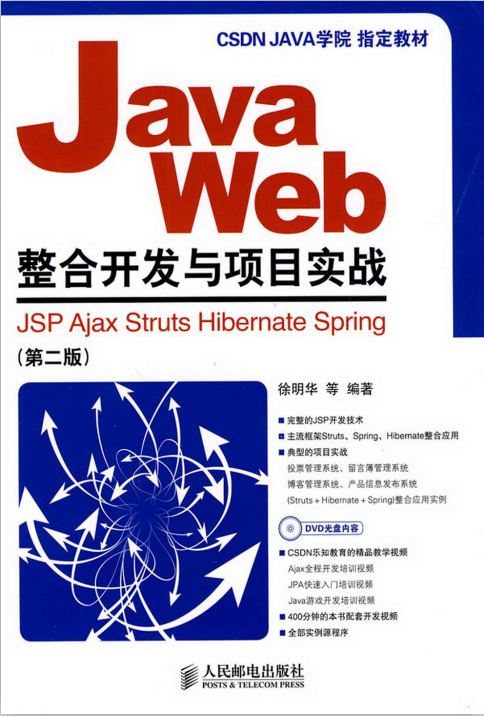 CSDN JAVA学院 指定教材
Java
Web
整合开发与项目实战
JSP Ajax Struts Hibernate Spring
(第二版)
徐明华 等 编著
完整的JSP开发技术
主流框架Struts、Spring、Hibernate整合应用
典型的项目实战
投票管理系统、留言簿管理系统
博客管理系统、产品信息发布系统
(Struts+Hibernate+Spring)整合应用实例
DVD光盘内容
CSDN乐知教育的精品教学视频
Ajax全程开发培训视频
JPA快速入门培训视频
Java游戏开发培训视频
400分钟的本书配套开发视频
全部实例源程序
人民邮电出版社
POSTS & TELECOM PRESS